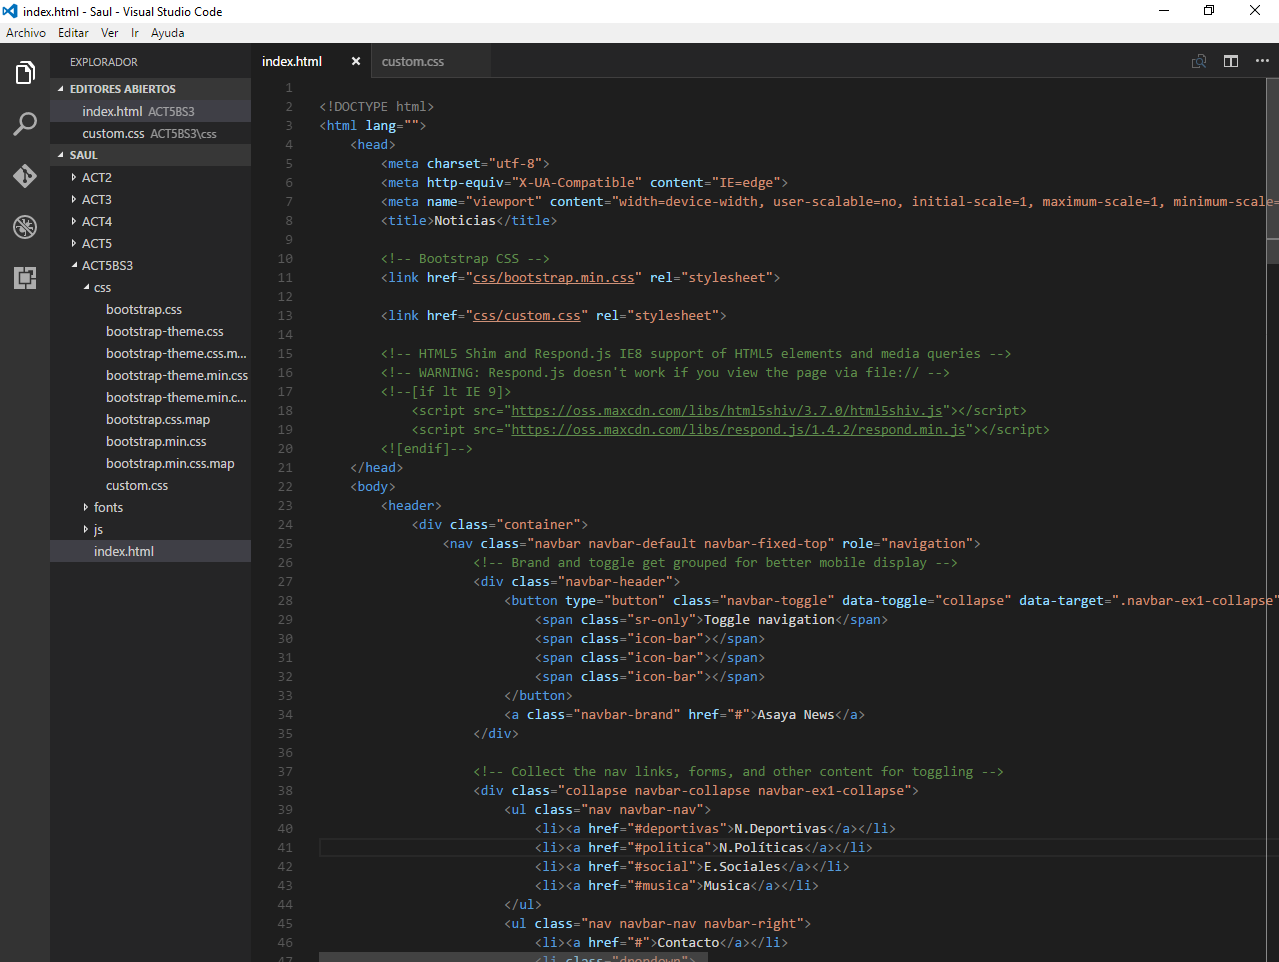 index.html - Saul - Visual Studio Code
Archivo Editar Ver Ir Ayuda
EXPLORADOR
EDITORES ABIERTOS
index.html ACT5BS3
custom.css ACT5BS3\css
SAUL
ACT2
ACT3
ACT4
ACT5
ACT5BS3
css
bootstrap.css
bootstrap-theme.css
bootstrap-theme.css.m...
bootstrap-theme.min.css
bootstrap-theme.min.c...
bootstrap.css.map
bootstrap.min.css
bootstrap.min.css.map
custom.css
fonts
js
index.html
index.html custom.css
1
2 <!DOCTYPE html>
3 <html lang="">
4 <head>
5 <meta charset="utf-8">
6 <meta http-equiv="X-UA-Compatible" content="IE=edge">
7 <meta name="viewport" content="width=device-width, user-scalable=no, initial-scale=1, maximum-scale=1, minimum-scale=
8 <title>Noticias</title>
9
10 <!-- Bootstrap CSS -->
11 <link href="css/bootstrap.min.css" rel="stylesheet">
12
13 <link href="css/custom.css" rel="stylesheet">
14
15 <!-- HTML5 Shim and Respond.js IE8 support of HTML5 elements and media queries -->
16 <!-- WARNING: Respond.js doesn't work if you view the page via file:// -->
17 <!--[if lt IE 9]>
18 <script src="https://oss.maxcdn.com/libs/html5shiv/3.7.0/html5shiv.js"></script>
19 <script src="https://oss.maxcdn.com/libs/respond.js/1.4.2/respond.min.js"></script>
20 <![endif]-->
21 </head>
22 <body>
23 <header>
24 <div class="container">
25 <nav class="navbar navbar-default navbar-fixed-top" role="navigation">
26 <!-- Brand and toggle get grouped for better mobile display -->
27 <div class="navbar-header">
28 <button type="button" class="navbar-toggle" data-toggle="collapse" data-target=".navbar-ex1-collapse"
29 <span class="sr-only">Toggle navigation</span>
30 <span class="icon-bar"></span>
31 <span class="icon-bar"></span>
32 <span class="icon-bar"></span>
33 </button>
34 <a class="navbar-brand" href="#">Asaya News</a>
35 </div>
36
37 <!-- Collect the nav links, forms, and other content for toggling -->
38 <div class="collapse navbar-collapse navbar-ex1-collapse">
39 <ul class="nav navbar-nav">
40 <li><a href="#deportivas">N.Deportivas</a></li>
41 <li><a href="#politica">N.Políticas</a></li>
42 <li><a href="#social">E.Sociales</a></li>
43 <li><a href="#musica">Musica</a></li>
44 </ul>
45 <ul class="nav navbar-nav navbar-right">
46 <li><a href="#">Contacto</a></li>
47 <li class="dropdown">